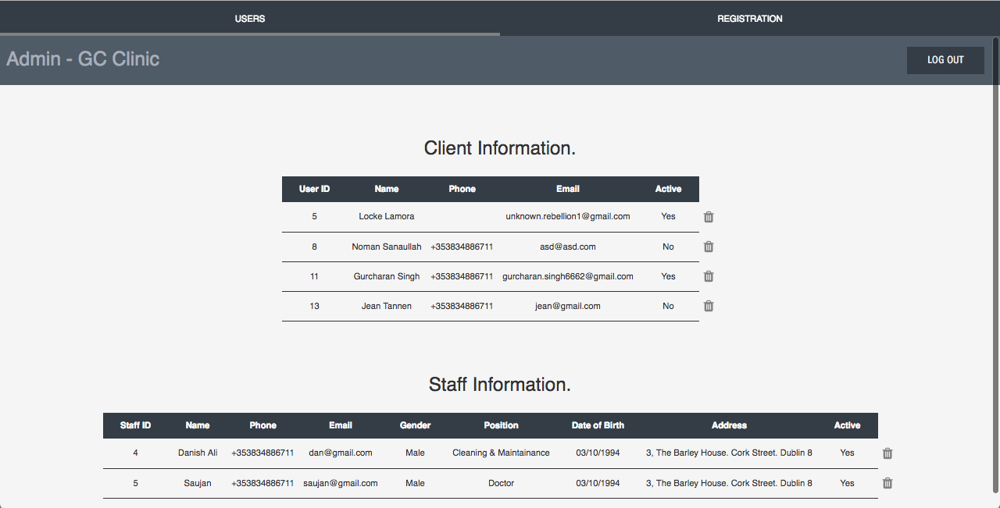 USERS REGISTRATION
Admin - GC Clinic LOG OUT
Client Information.
User ID Name Phone Email Active
5 Locke Lamora unknown.rebellion1@gmail.com Yes
8 Noman Sanaullah +353834886711 asd@asd.com No
11 Gurcharan Singh +353834886711 gurcharan.singh6662@gmail.com Yes
13 Jean Tannen +353834886711 jean@gmail.com No
Staff Information.
Staff ID Name Phone Email Gender Position Date of Birth Address Active
4 Danish Ali +353834886711 dan@gmail.com Male Cleaning & Maintainance 03/10/1994 3, The Barley House. Cork Street. Dublin 8 Yes
5 Saujan +353834886711 saujan@gmail.com Male Doctor 03/10/1994 3, The Barley House. Cork Street. Dublin 8 Yes